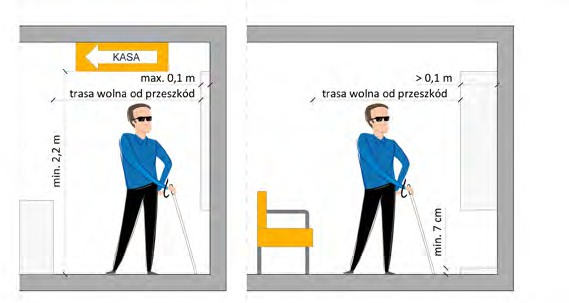 KASA
max. 0,1 m
trasa wolna od przeszkód
min. 2,2 m
> 0,1 m
trasa wolna od przeszkód
min. 7 cm